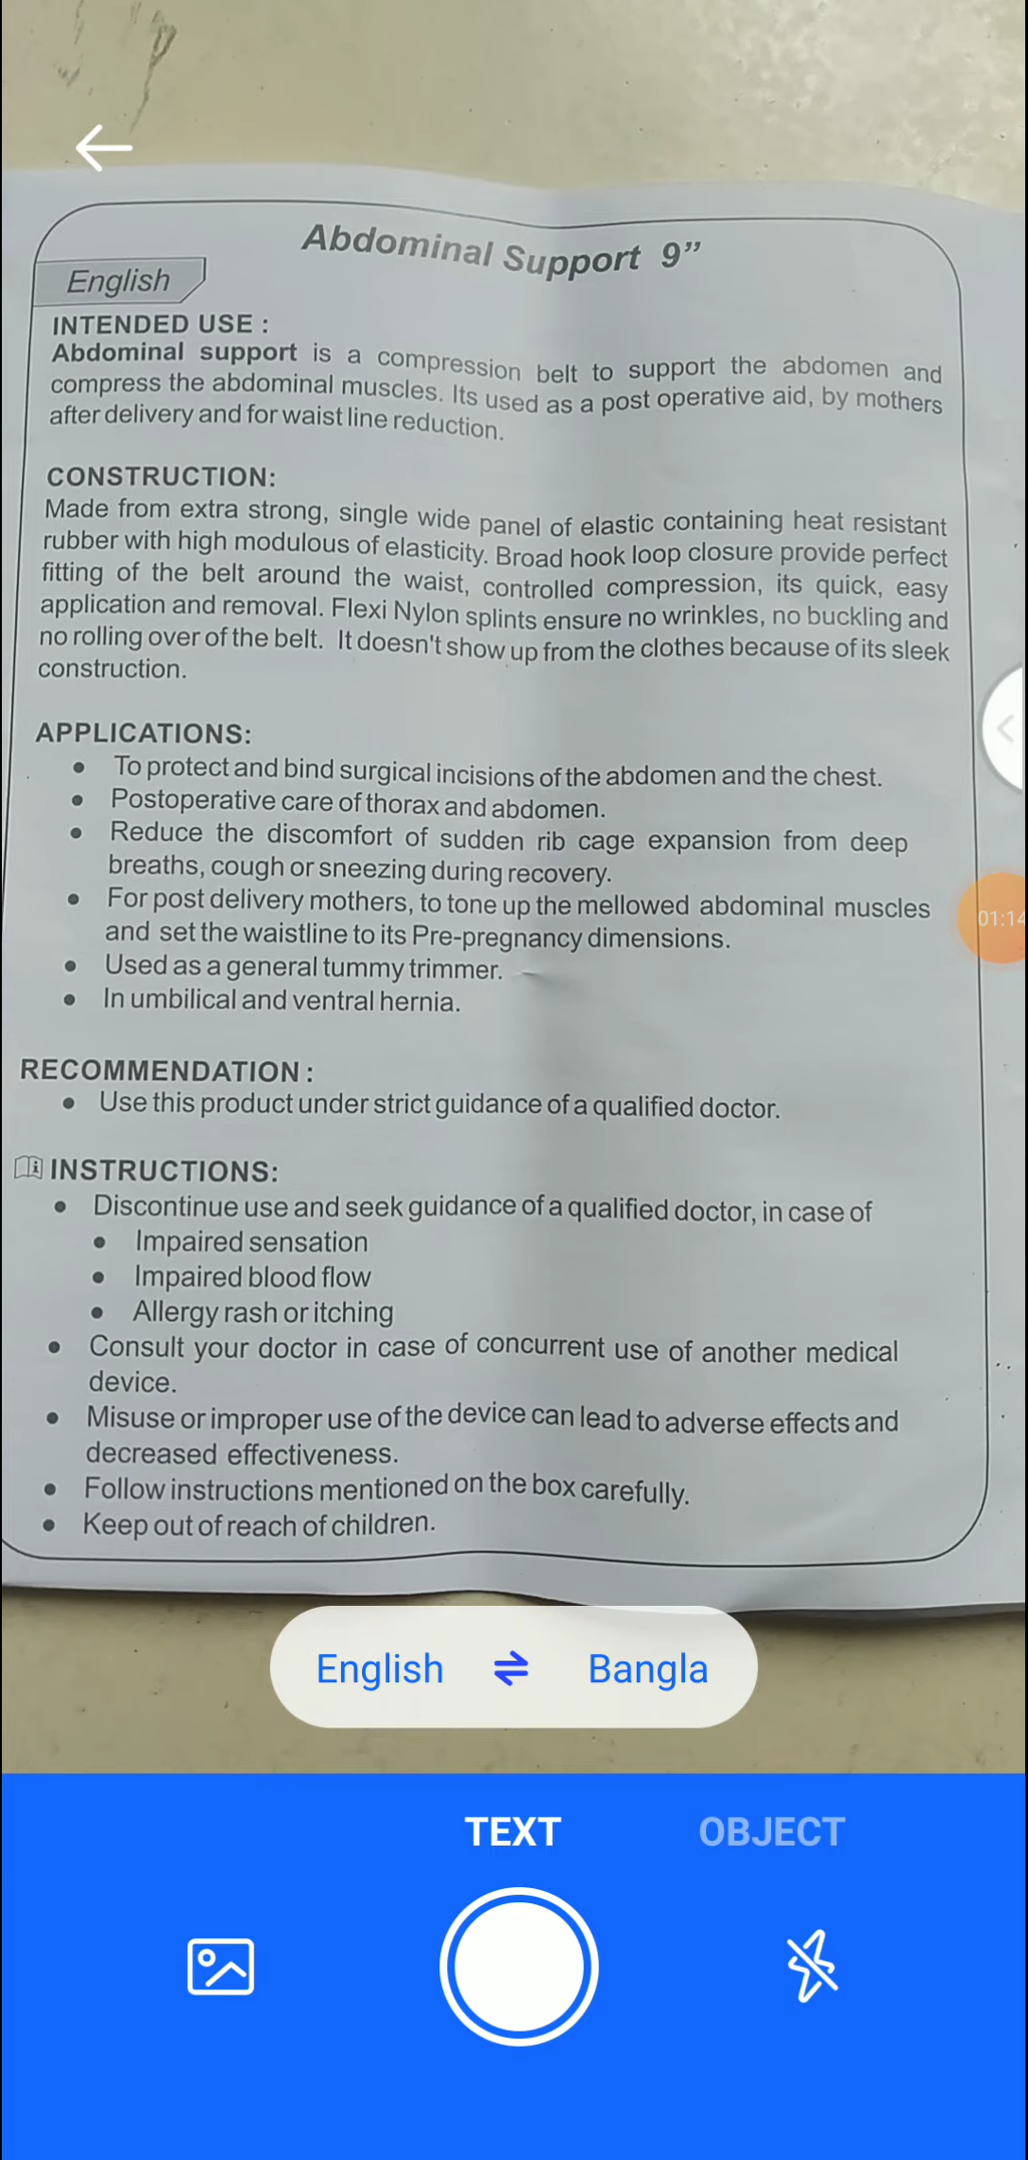 Abdominal Support 9”
English
INTENDED USE :
Abdominal support is a compression belt to support the abdomen and
compress the abdominal muscles. Its used as a post operative aid, by mothers
after delivery and for waist line reduction.
CONSTRUCTION:
Made from extra strong, single wide panel of elastic containing heat resistant
rubber with high modulous of elasticity. Broad hook loop closure provide perfect
fitting of the belt around the waist, controlled compression, its quick, easy
application and removal. Flexi Nylon splints ensure no wrinkles, no buckling and
no rolling over of the belt. It doesn't show up from the clothes because of its sleek
construction.
APPLICATIONS:
• To protect and bind surgical incisions of the abdomen and the chest.
• Postoperative care of thorax and abdomen.
• Reduce the discomfort of sudden rib cage expansion from deep
breaths, cough or sneezing during recovery.
• For post delivery mothers, to tone up the mellowed abdominal muscles
and set the waistline to its Pre-pregnancy dimensions.
01:14
• Used as a general tummy trimmer.
• In umbilical and ventral hernia.
RECOMMENDATION :
• Use this product under strict guidance of a qualified doctor.
INSTRUCTIONS:
• Discontinue use and seek guidance of a qualified doctor, in case of
• Impaired sensation
• Impaired blood flow
• Allergy rash or itching
• Consult your doctor in case of concurrent use of another medical
device.
• Misuse or improper use of the device can lead to adverse effects and
decreased effectiveness.
• Follow instructions mentioned on the box carefully.
• Keep out of reach of children.
English ⇌ Bangla
TEXT OBJECT